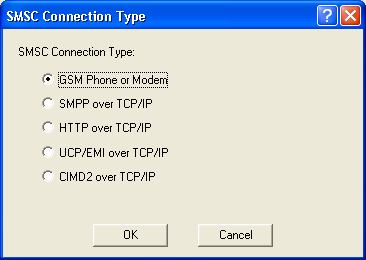 SMSC Connection Type
SMSC Connection Type:
GSM Phone or Modem
SMPP over TCP/IP
HTTP over TCP/IP
UCP/EMI over TCP/IP
CIMD2 over TCP/IP
OK Cancel